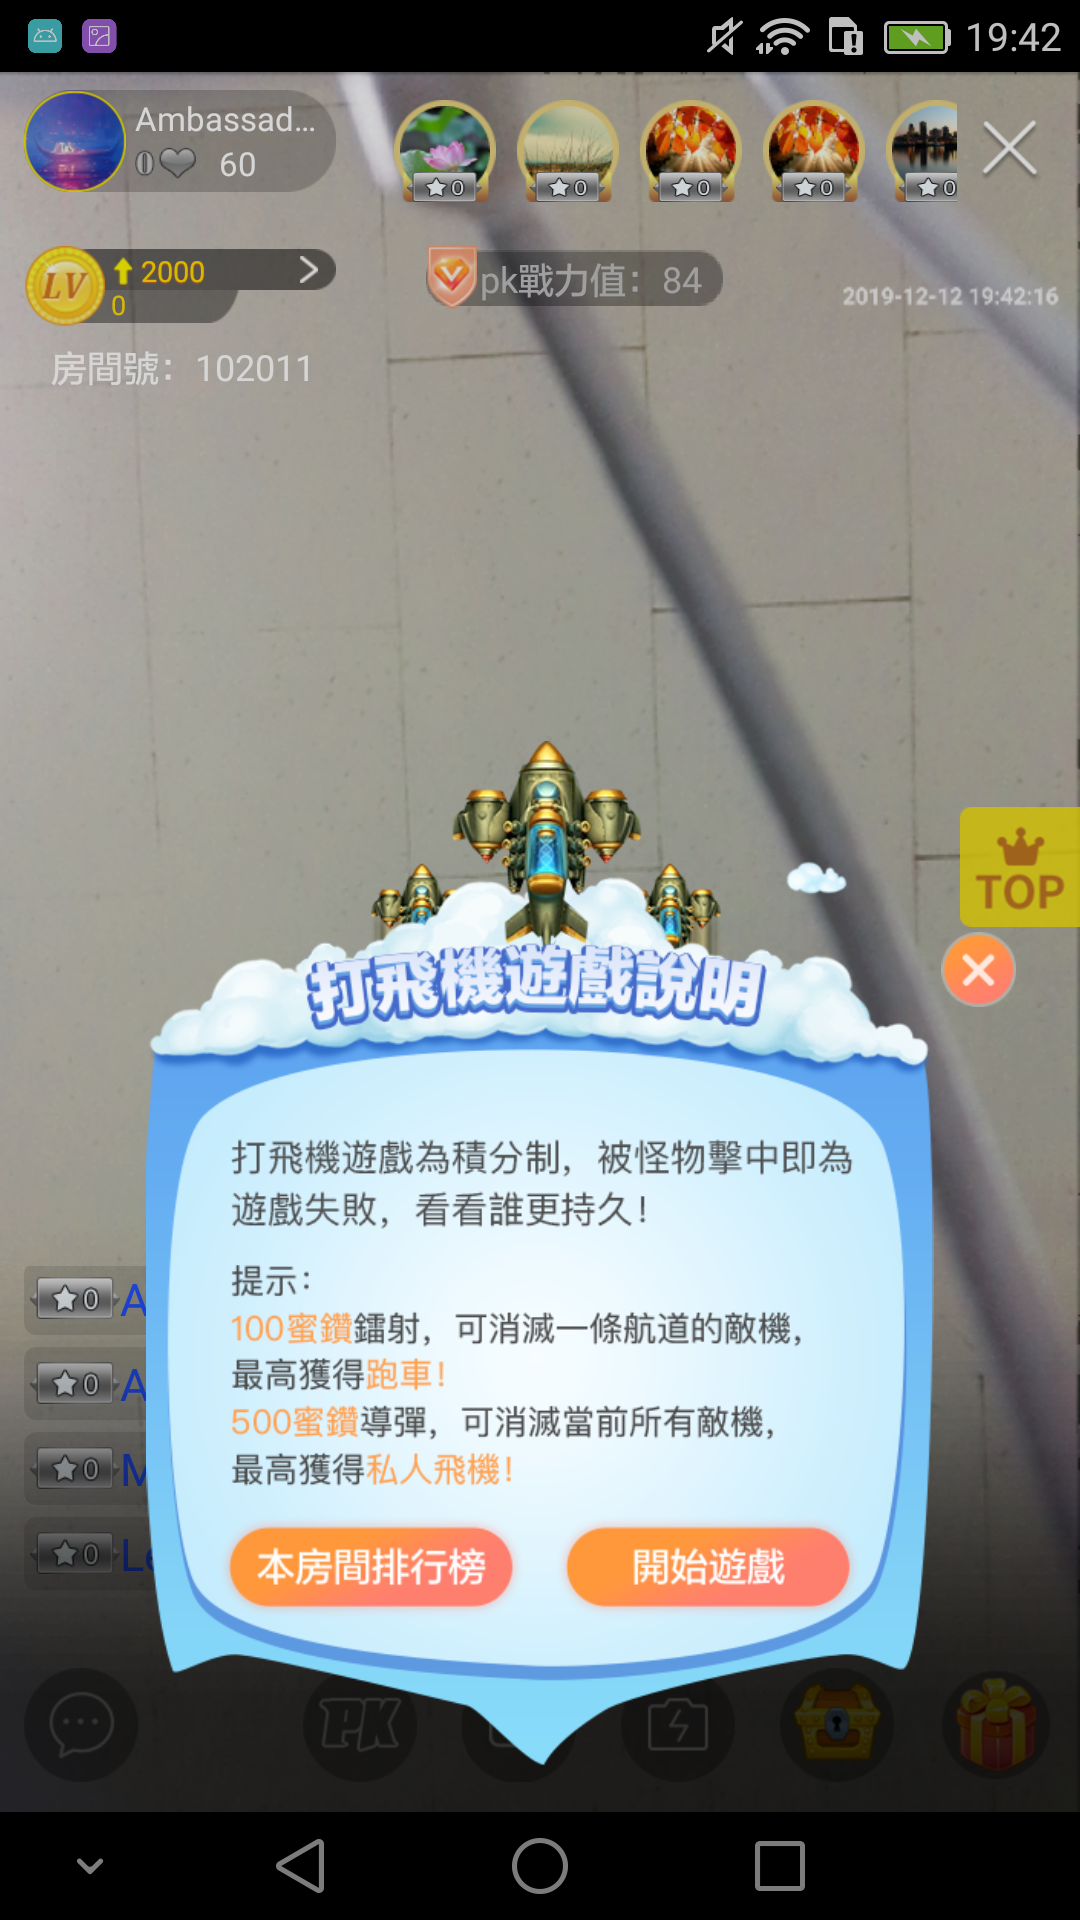 19:42
Ambassad...
0 60
0
0
0
0
0
LV
2000
0
pk戰力值：84
2019-12-12 19:42:16
房間號：102011
TOP
打飛機遊戲說明
打飛機遊戲為積分制，被怪物擊中即為
遊戲失敗，看看誰更持久！
提示：
100蜜鑽鐳射，可消滅一條航道的敵機，
最高獲得跑車！
500蜜鑽導彈，可消滅當前所有敵機，
最高獲得私人飛機！
0 A
0 A
0 M
0 Le
本房間排行榜
開始遊戲
PK